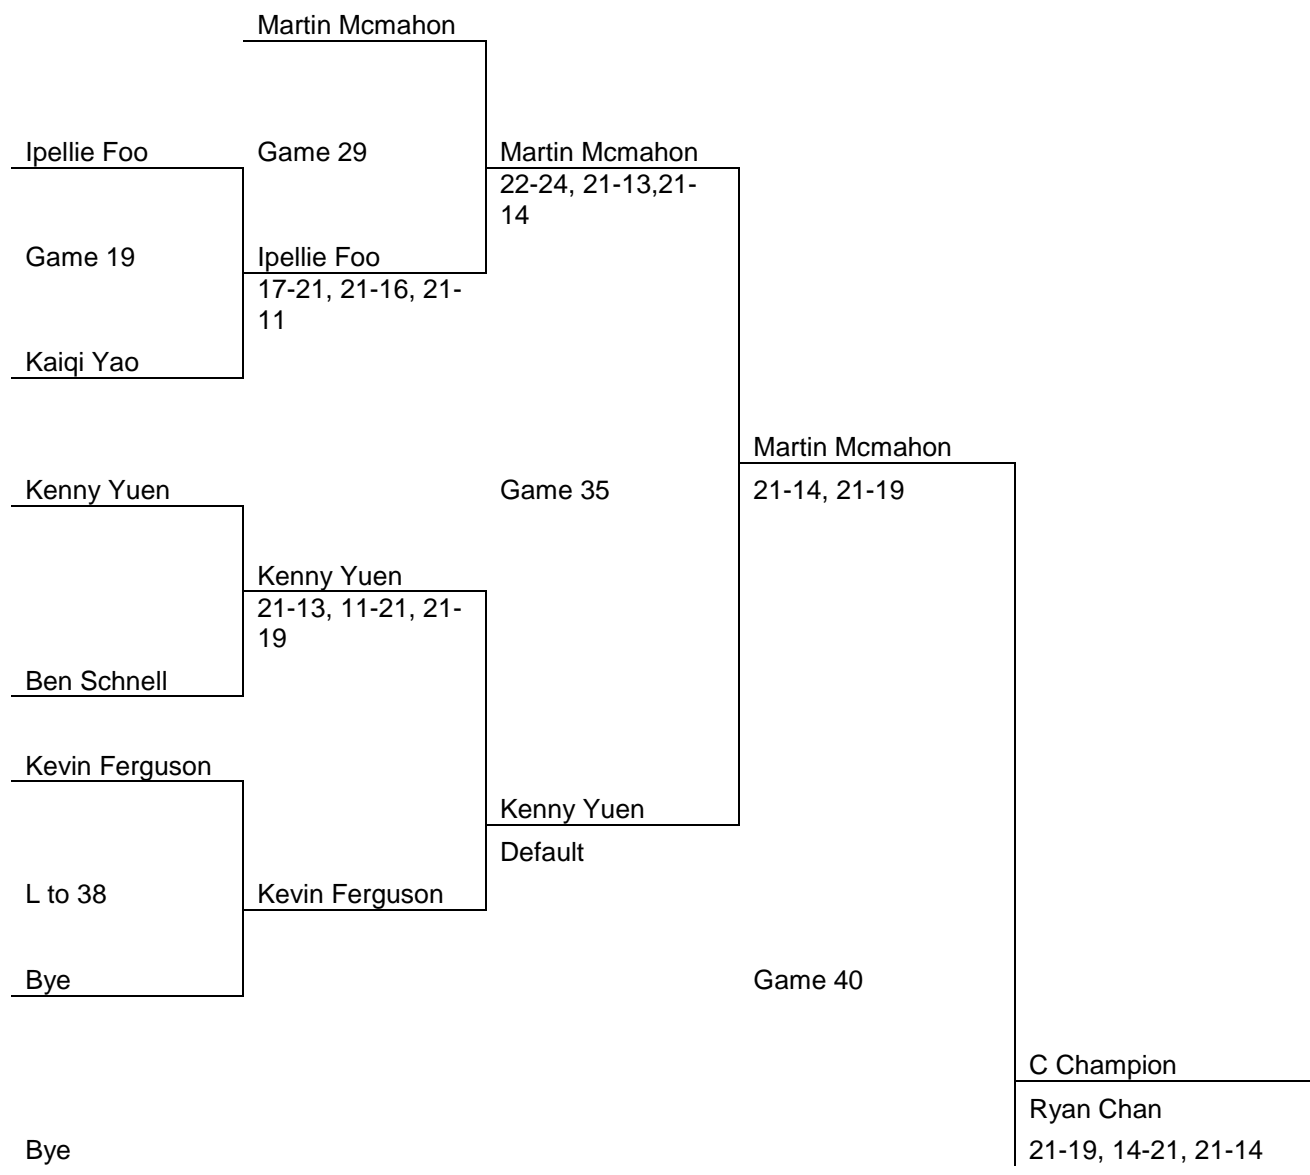 Martin Mcmahon
Ipellie Foo
Game 29
Martin Mcmahon
22-24, 21-13,21-
14
Game 19
Ipellie Foo
17-21, 21-16, 21-
11
Kaiqi Yao
Martin Mcmahon
Kenny Yuen
Game 35
21-14, 21-19
Kenny Yuen
21-13, 11-21, 21-
19
Ben Schnell
Kevin Ferguson
Kenny Yuen
Default
L to 38
Kevin Ferguson
Bye
Game 40
C Champion
Ryan Chan
Bye
21-19, 14-21, 21-14